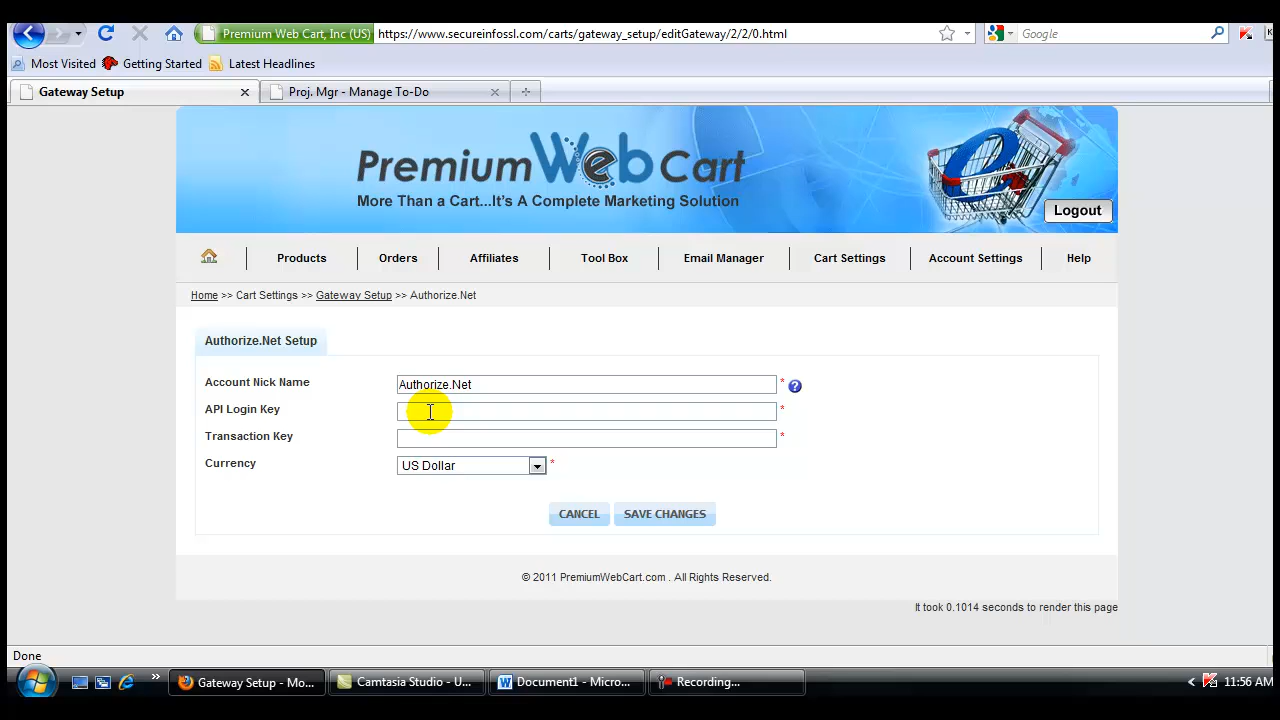 Premium Web Cart, Inc (US)
https://www.secureinfossl.com/carts/gateway_setup/editGateway/2/2/0.html
Google
Most Visited
Getting Started
Latest Headlines
Gateway Setup
Proj. Mgr - Manage To-Do
Premium Web Cart
More Than a Cart...It's A Complete Marketing Solution
Logout
Products
Orders
Affiliates
Tool Box
Email Manager
Cart Settings
Account Settings
Help
Home >> Cart Settings >> Gateway Setup >> Authorize.Net
Authorize.Net Setup
Account Nick Name
Authorize.Net
*
API Login Key
*
Transaction Key
*
Currency
US Dollar
*
CANCEL
SAVE CHANGES
© 2011 PremiumWebCart.com . All Rights Reserved.
It took 0.1014 seconds to render this page
Done
Gateway Setup - Mo...
Camtasia Studio - U...
Document1 - Micro...
Recording...
11:56 AM